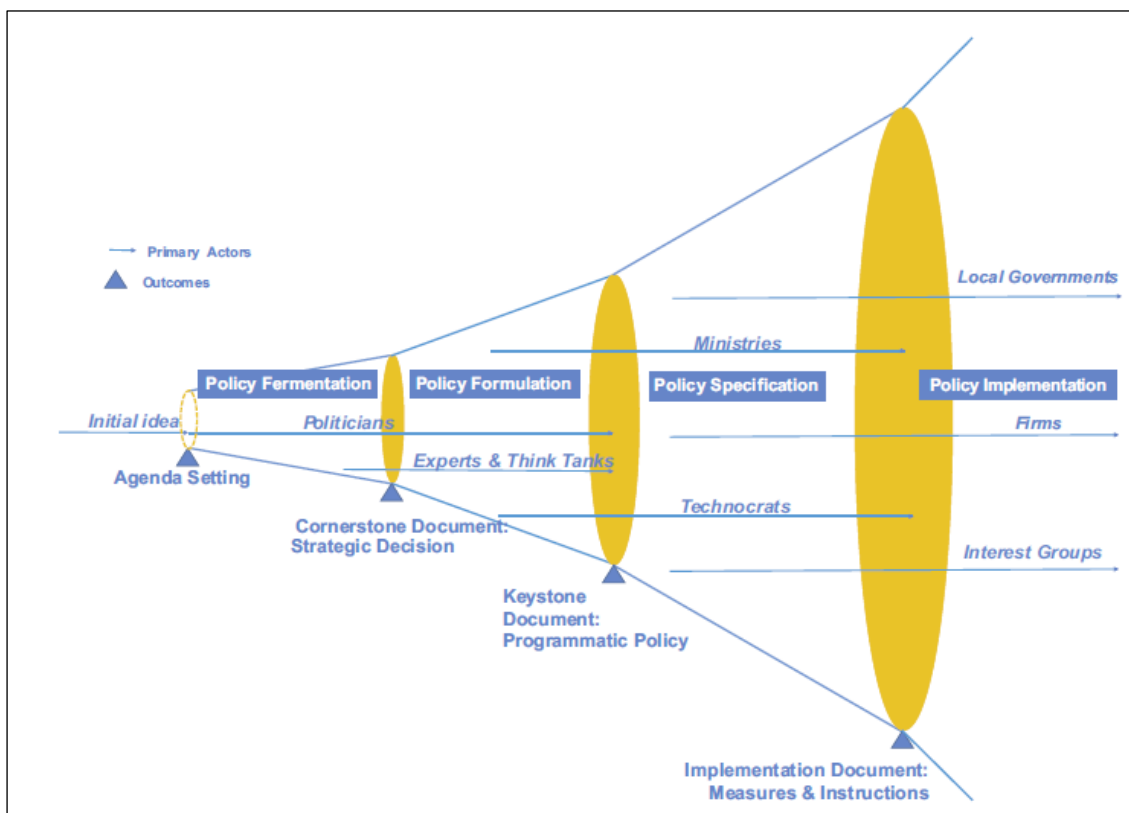 Primary Actors
Outcomes
Local Governments
Ministries
Policy Fermentation
Policy Formulation
Policy Specification
Policy Implementation
Initial idea
Politicians
Firms
Experts & Think Tanks
Agenda Setting
Technocrats
Cornerstone Document:
Strategic Decision
Interest Groups
Keystone
Document:
Programmatic Policy
Implementation Document:
Measures & Instructions